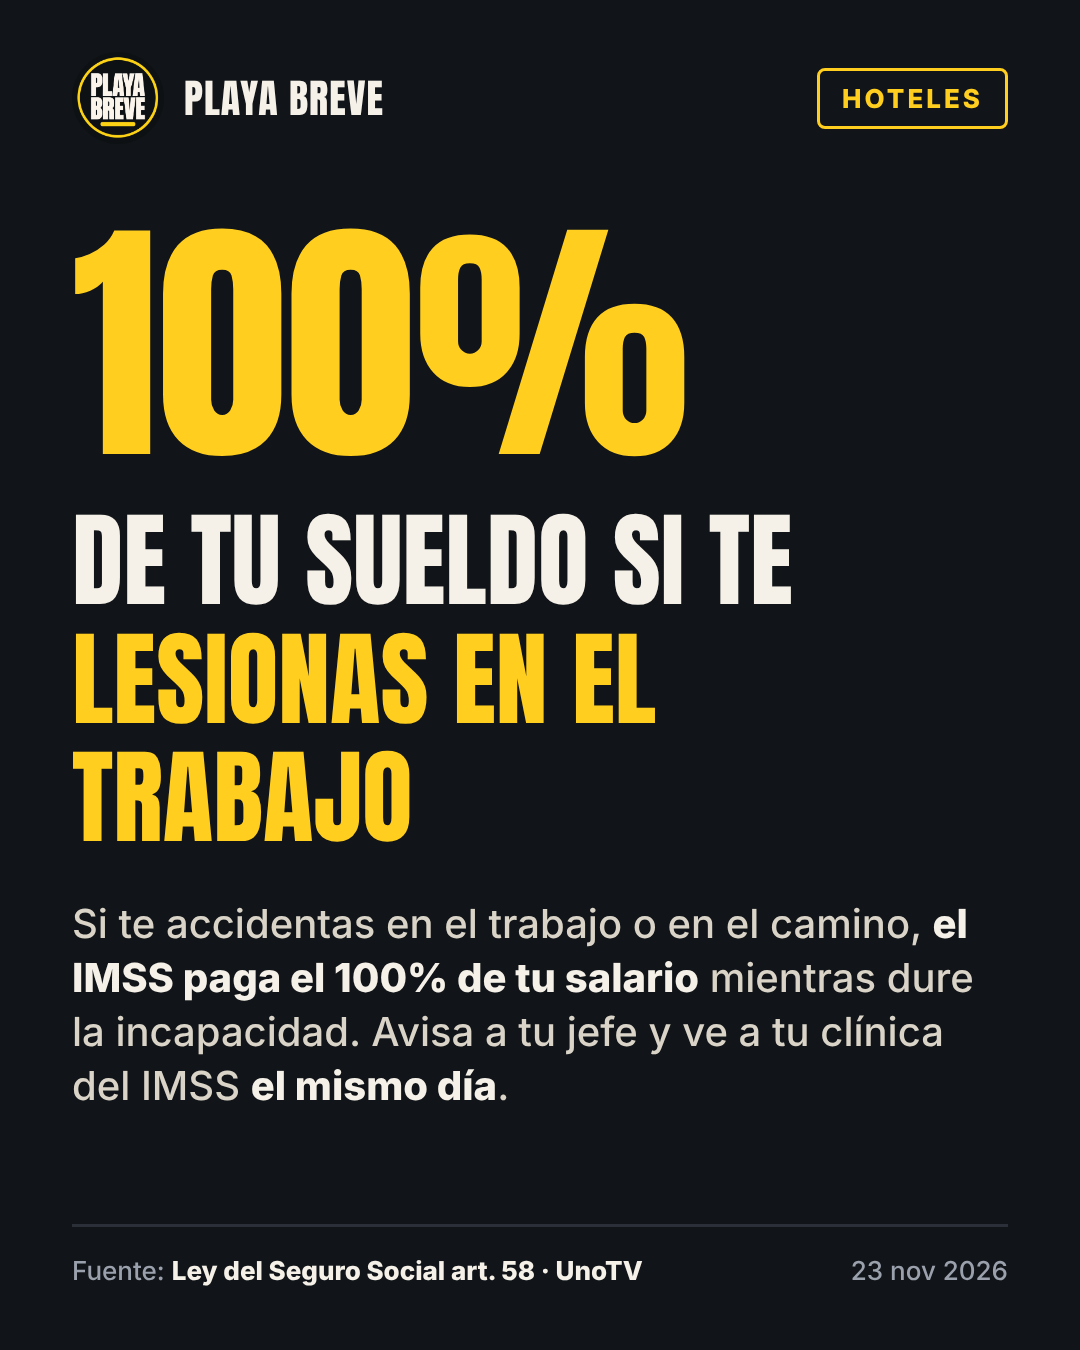 PLAYA
BREVE
PLAYA BREVE
HOTELES
100%
DE TU SUELDO SI TE
LESIONAS EN EL
TRABAJO
Si te accidentas en el trabajo o en el camino, el
IMSS paga el 100% de tu salario mientras dure
la incapacidad. Avisa a tu jefe y ve a tu clínica
del IMSS el mismo día.
Fuente: Ley del Seguro Social art. 58 · UnoTV
23 nov 2026